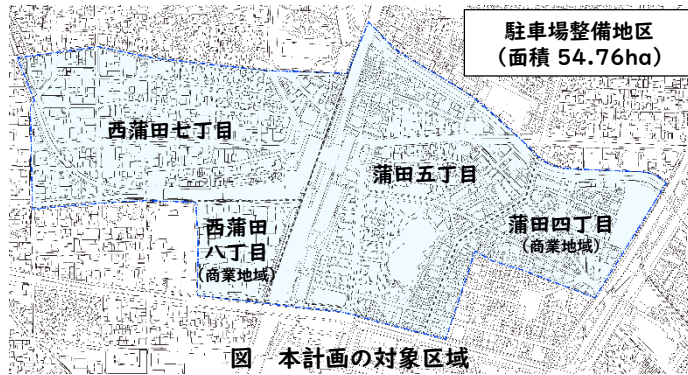 駐車場整備地区
(面積 54.76ha)
西蒲田七丁目
蒲田五丁目
西蒲田
八丁目
(商業地域)
蒲田四丁目
(商業地域)
図 本計画の対象区域